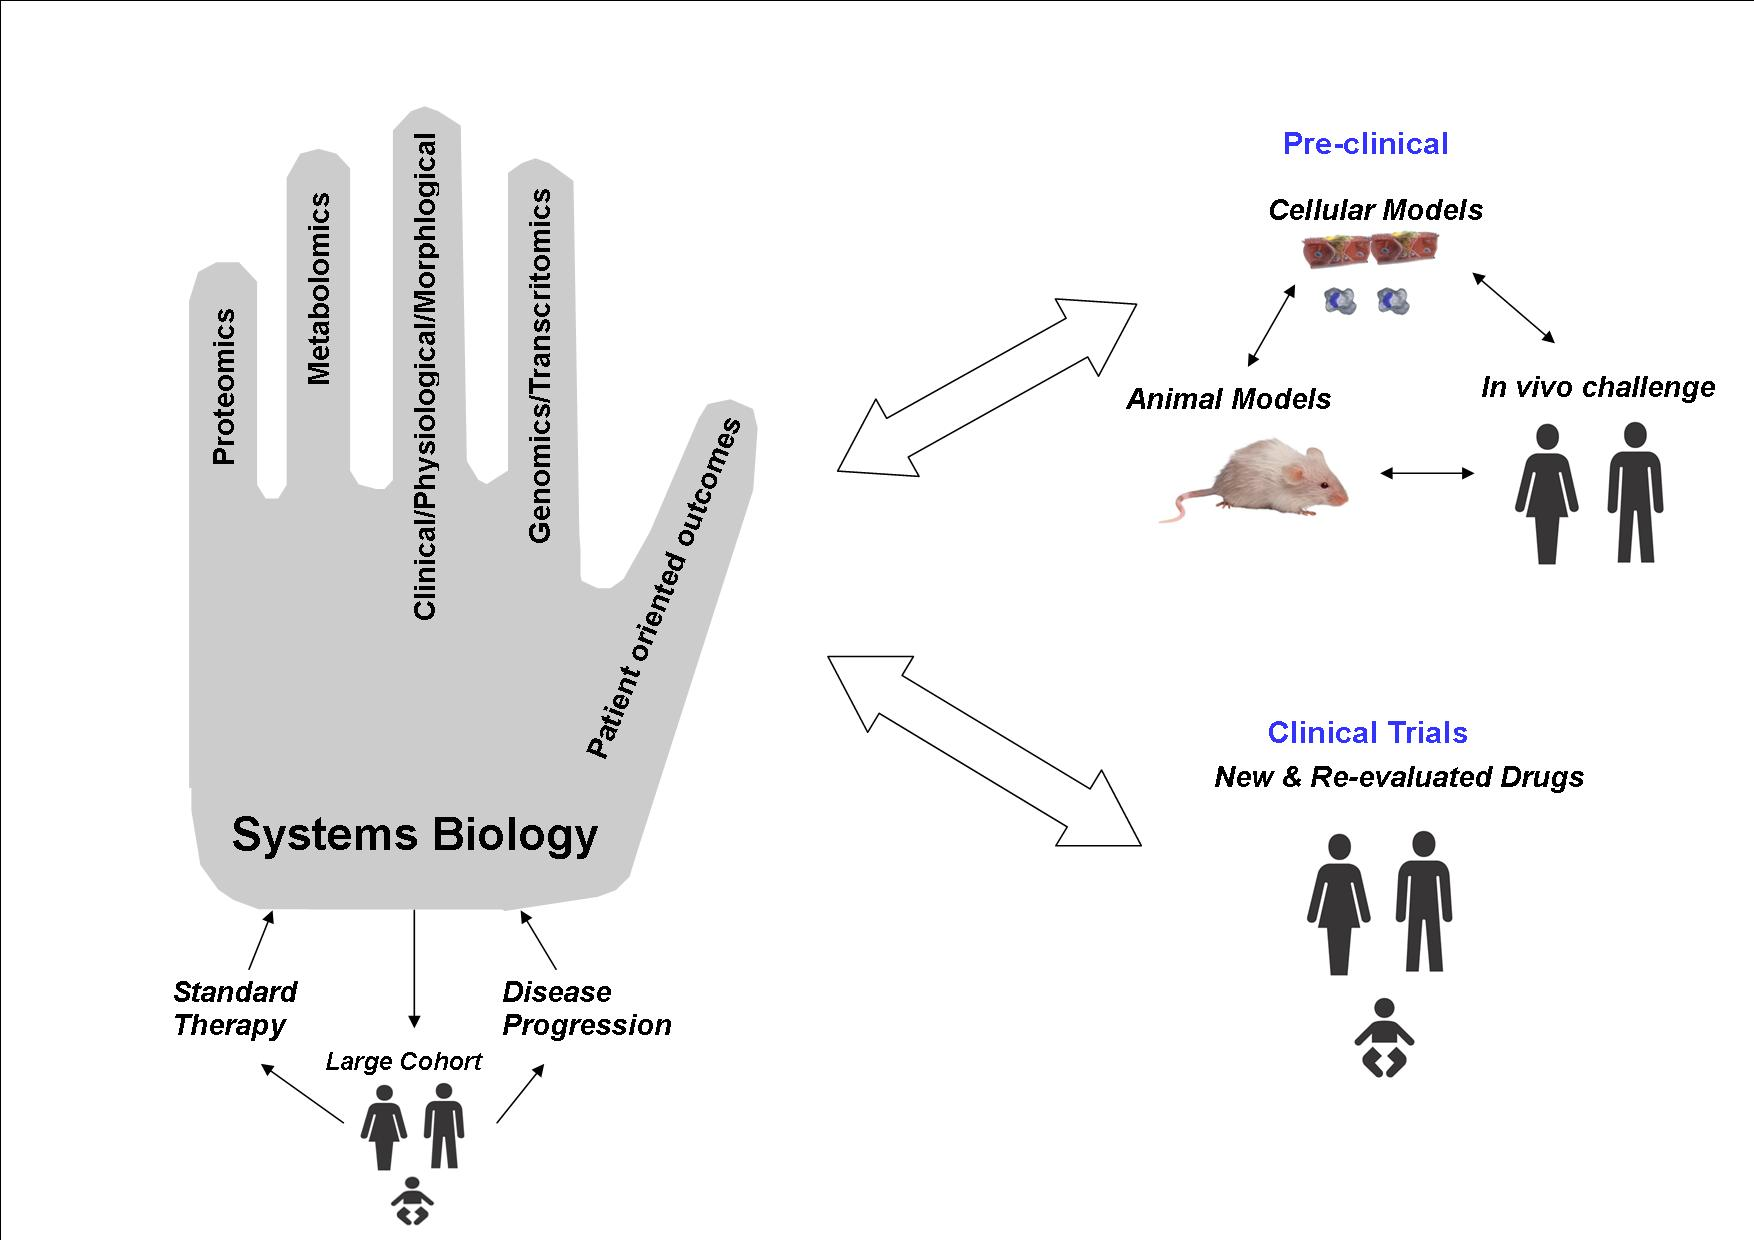 Proteomics
Metabolomics
Clinical/Physiological/Morphlogical
Genomics/Transcritomics
Patient oriented outcomes
Systems Biology
Standard
Therapy
Disease
Progression
Large Cohort
Pre-clinical
Cellular Models
Animal Models
In vivo challenge
Clinical Trials
New & Re-evaluated Drugs